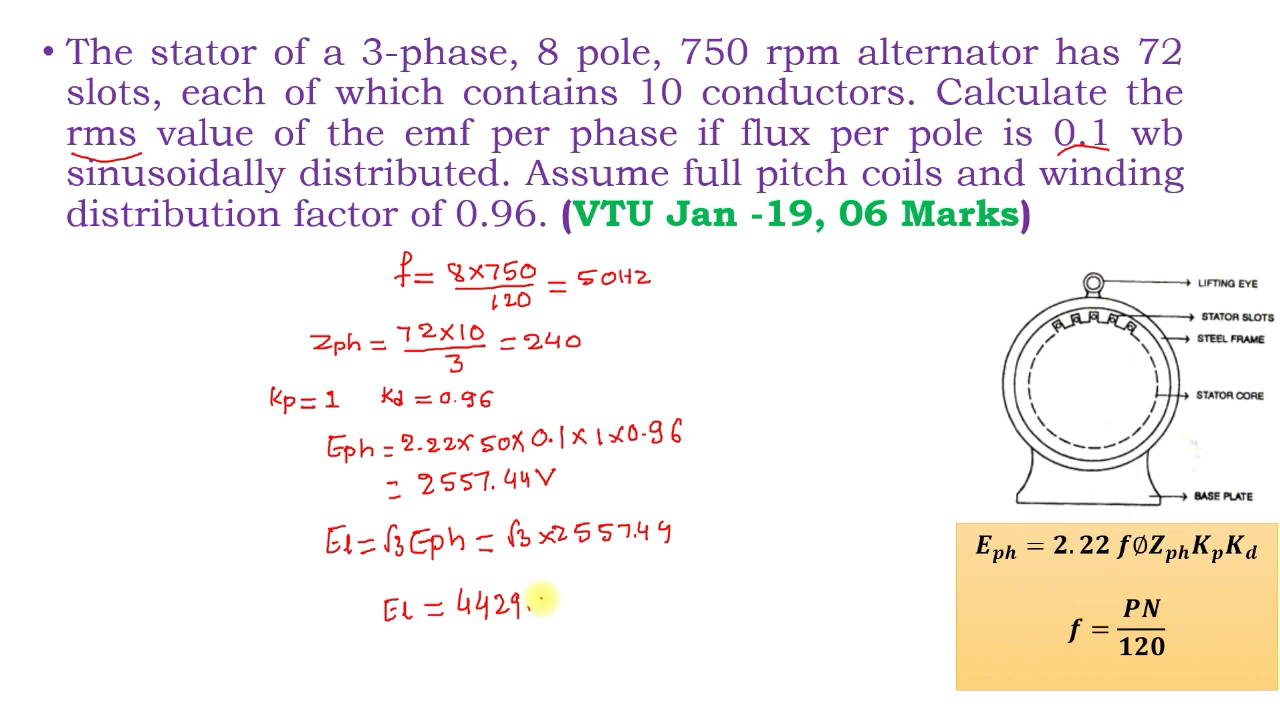 • The stator of a 3-phase, 8 pole, 750 rpm alternator has 72
slots, each of which contains 10 conductors. Calculate the
rms value of the emf per phase if flux per pole is 0.1 wb
sinusoidally distributed. Assume full pitch coils and winding
distribution factor of 0.96. (VTU Jan -19, 06 Marks)
f = 8×750 / 120 = 50Hz
Zph = 72×10 / 3 = 240
Kp = 1 Kd = 0.96
Eph = 2.22×50×0.1×1×0.96
= 2557.44V
El = √3 Eph = √3 ×2557.44
El = 4429.
LIFTING EYE
STATOR SLOTS
STEEL FRAME
STATOR CORE
BASE PLATE
E_ph = 2.22 f∅Z_phK_pK_d
f = PN / 120